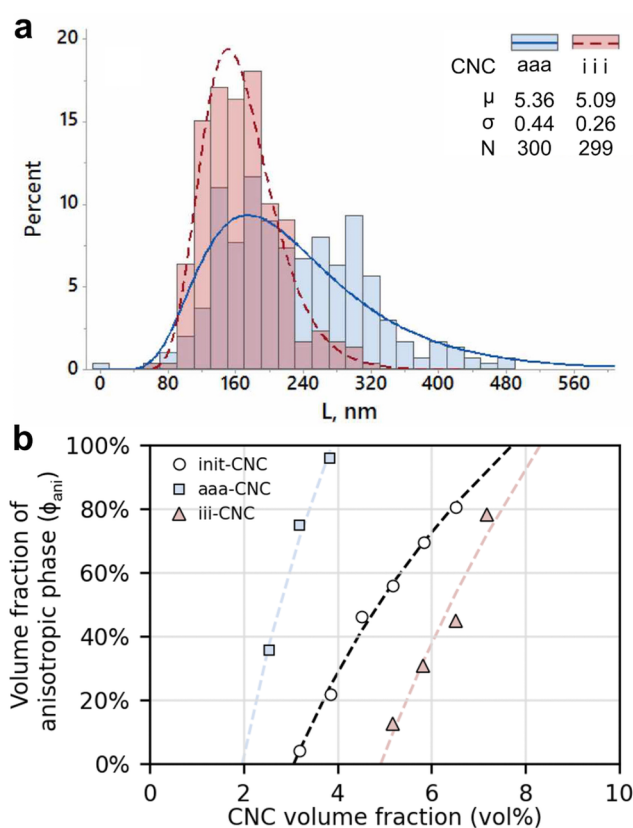 a
20
15
10
5
0
Percent
0 80 160 240 320 400 480 560
L, nm
CNC aaa iii
μ 5.36 5.09
σ 0.44 0.26
N 300 299
b
100%
80%
60%
40%
20%
0%
Volume fraction of
anisotropic phase (ϕani)
init-CNC
aaa-CNC
iii-CNC
0 2 4 6 8 10
CNC volume fraction (vol%)